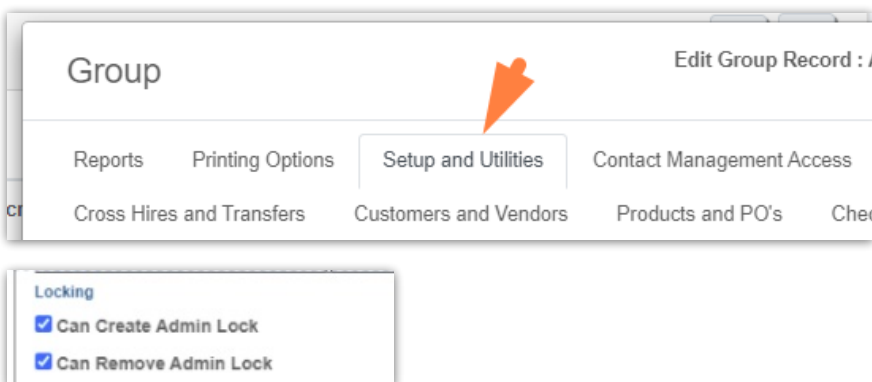 Group
Edit Group Record :
Reports Printing Options Setup and Utilities Contact Management Access
Cross Hires and Transfers Customers and Vendors Products and PO's
Locking
Can Create Admin Lock
Can Remove Admin Lock